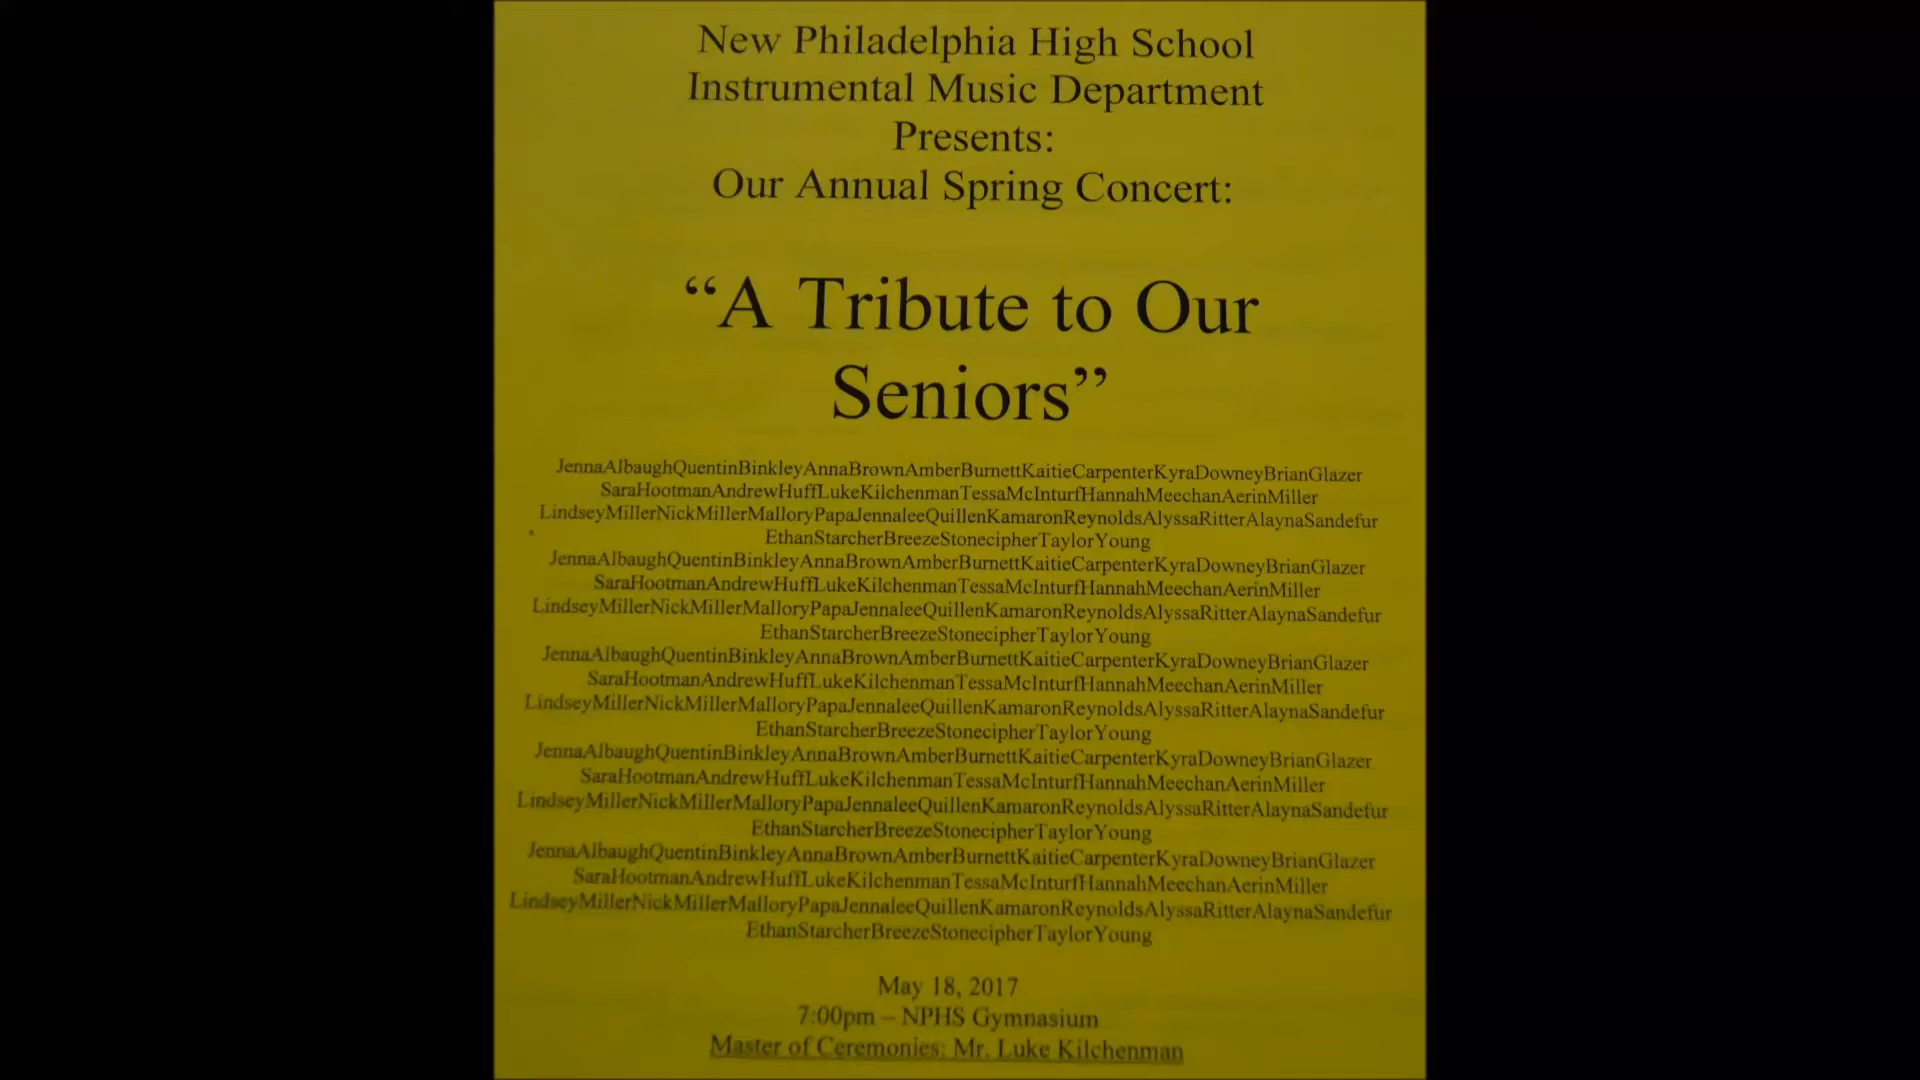 New Philadelphia High School
Instrumental Music Department
Presents:
Our Annual Spring Concert:
“A Tribute to Our
Seniors”
JennaAlbaughQuentinBinkleyAnnaBrownAmberBurnettKaitieCarpenterKyraDowneyBrianGlazer
SaraHootmanAndrewHuffLukeKilchenmanTessaMcInturfHannahMeechanAerinMiller
LindseyMillerNickMillerMalloryPapaJennaleeQuillenKamaronReynoldsAlyssaRitterAlaynaSandefur
EthanStarcherBreezeStonecipherTaylorYoung
JennaAlbaughQuentinBinkleyAnnaBrownAmberBurnettKaitieCarpenterKyraDowneyBrianGlazer
SaraHootmanAndrewHuffLukeKilchenmanTessaMcInturfHannahMeechanAerinMiller
LindseyMillerNickMillerMalloryPapaJennaleeQuillenKamaronReynoldsAlyssaRitterAlaynaSandefur
EthanStarcherBreezeStonecipherTaylorYoung
JennaAlbaughQuentinBinkleyAnnaBrownAmberBurnettKaitieCarpenterKyraDowneyBrianGlazer
SaraHootmanAndrewHuffLukeKilchenmanTessaMcInturfHannahMeechanAerinMiller
LindseyMillerNickMillerMalloryPapaJennaleeQuillenKamaronReynoldsAlyssaRitterAlaynaSandefur
EthanStarcherBreezeStonecipherTaylorYoung
JennaAlbaughQuentinBinkleyAnnaBrownAmberBurnettKaitieCarpenterKyraDowneyBrianGlazer
SaraHootmanAndrewHuffLukeKilchenmanTessaMcInturfHannahMeechanAerinMiller
LindseyMillerNickMillerMalloryPapaJennaleeQuillenKamaronReynoldsAlyssaRitterAlaynaSandefur
EthanStarcherBreezeStonecipherTaylorYoung
JennaAlbaughQuentinBinkleyAnnaBrownAmberBurnettKaitieCarpenterKyraDowneyBrianGlazer
SaraHootmanAndrewHuffLukeKilchenmanTessaMcInturfHannahMeechanAerinMiller
LindseyMillerNickMillerMalloryPapaJennaleeQuillenKamaronReynoldsAlyssaRitterAlaynaSandefur
EthanStarcherBreezeStonecipherTaylorYoung
May 18, 2017
7:00pm – NPHS Gymnasium
Master of Ceremonies: Mr. Luke Kilchenman